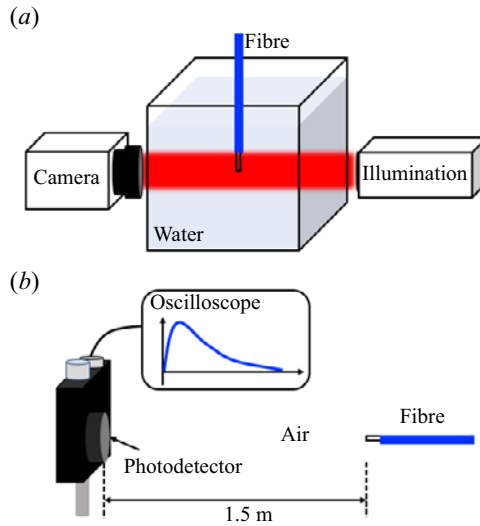 (a)
Fibre
Camera
Illumination
Water
(b)
Oscilloscope
Fibre
Air
Photodetector
1.5 m